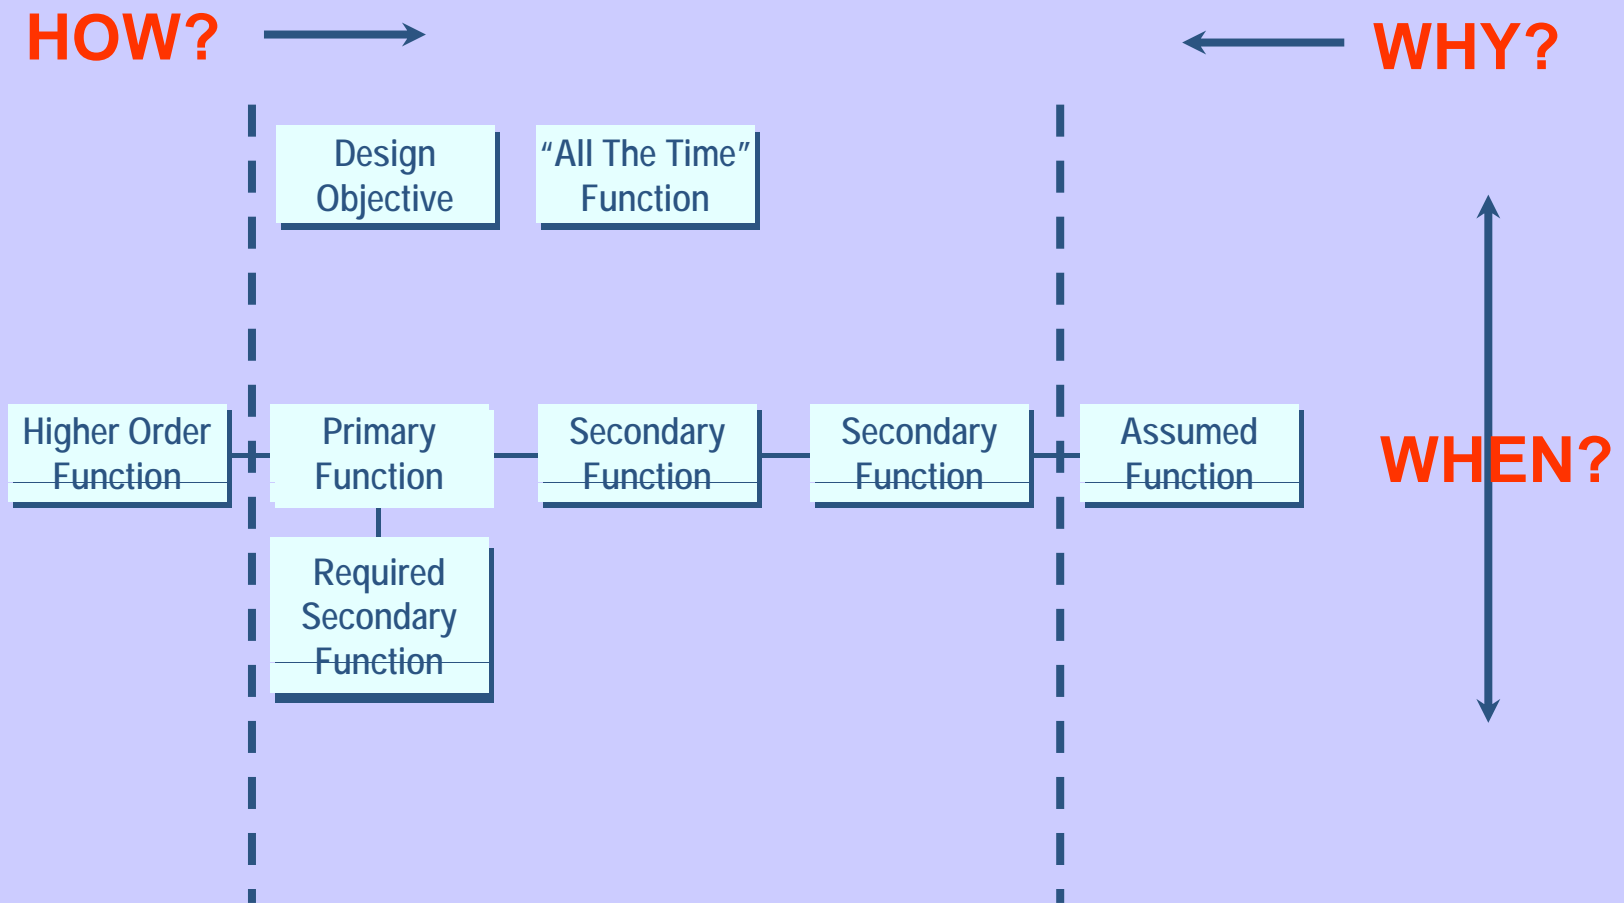 HOW?
WHY?
Design
Objective
“All The Time”
Function
Higher Order
Function
Primary
Function
Secondary
Function
Secondary
Function
Assumed
Function
WHEN?
Required
Secondary
Function